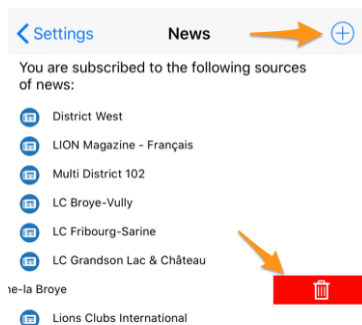 Settings
News
You are subscribed to the following sources
of news:
District West
LION Magazine - Français
Multi District 102
LC Broye-Vully
LC Fribourg-Sarine
LC Grandson Lac & Château
ne-la Broye
Lions Clubs International